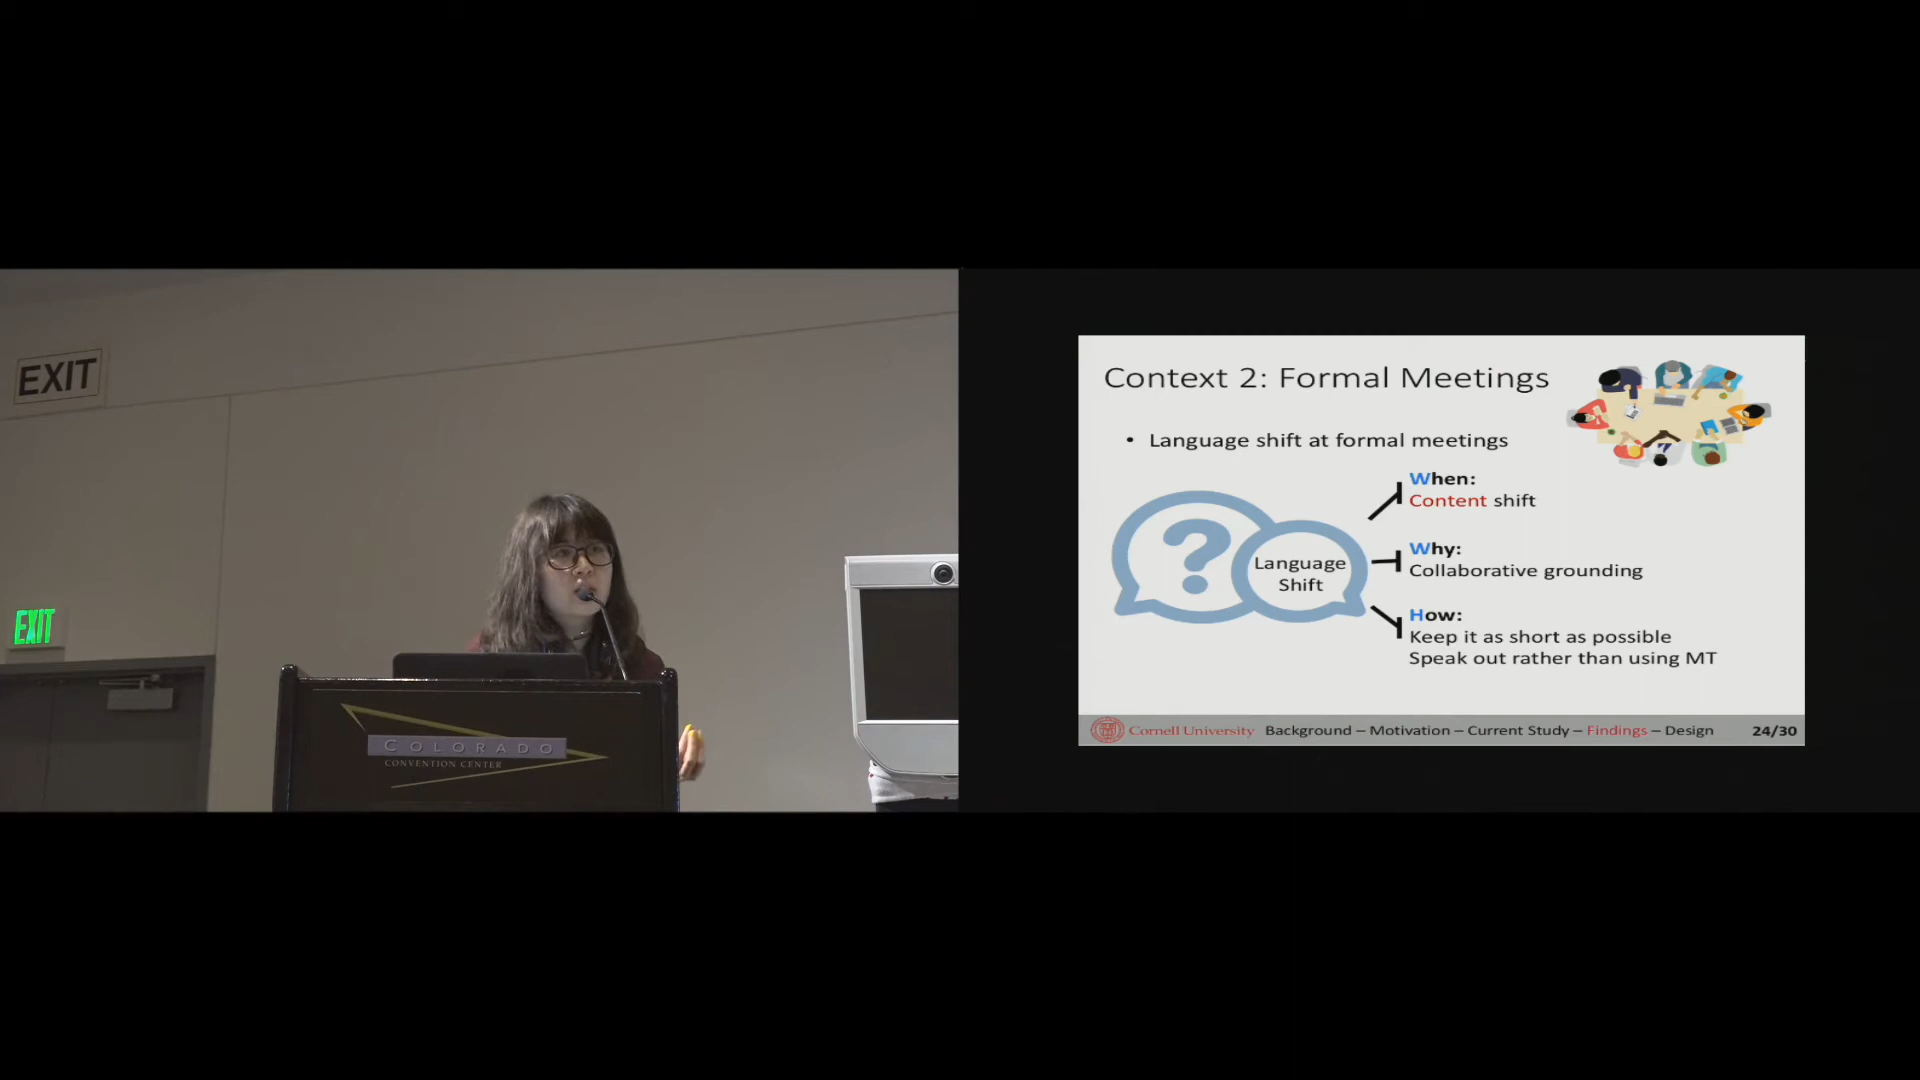 EXIT
EXIT
COLORADO
CONVENTION CENTER
Context 2: Formal Meetings
• Language shift at formal meetings
When:
Content shift
Why:
Collaborative grounding
How:
Keep it as short as possible
Speak out rather than using MT
?
Language
Shift
Cornell University Background – Motivation – Current Study – Findings – Design 24/30